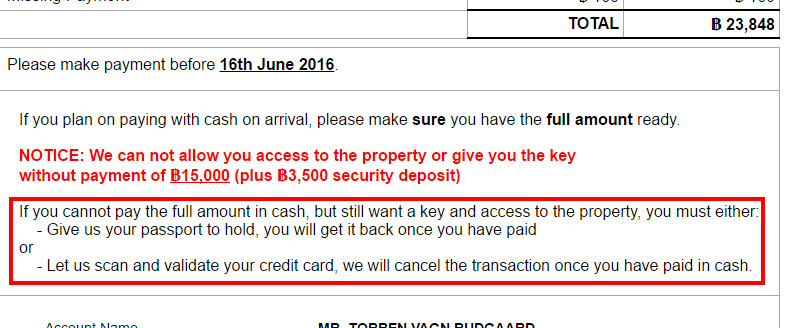 TOTAL ฿ 23,848
Please make payment before 16th June 2016.
If you plan on paying with cash on arrival, please make sure you have the full amount ready.
NOTICE: We can not allow you access to the property or give you the key
without payment of ฿15,000 (plus ฿3,500 security deposit)
If you cannot pay the full amount in cash, but still want a key and access to the property, you must either:
- Give us your passport to hold, you will get it back once you have paid
or
- Let us scan and validate your credit card, we will cancel the transaction once you have paid in cash.
Account Name MR. TORBEN VAGN RUDGAARD